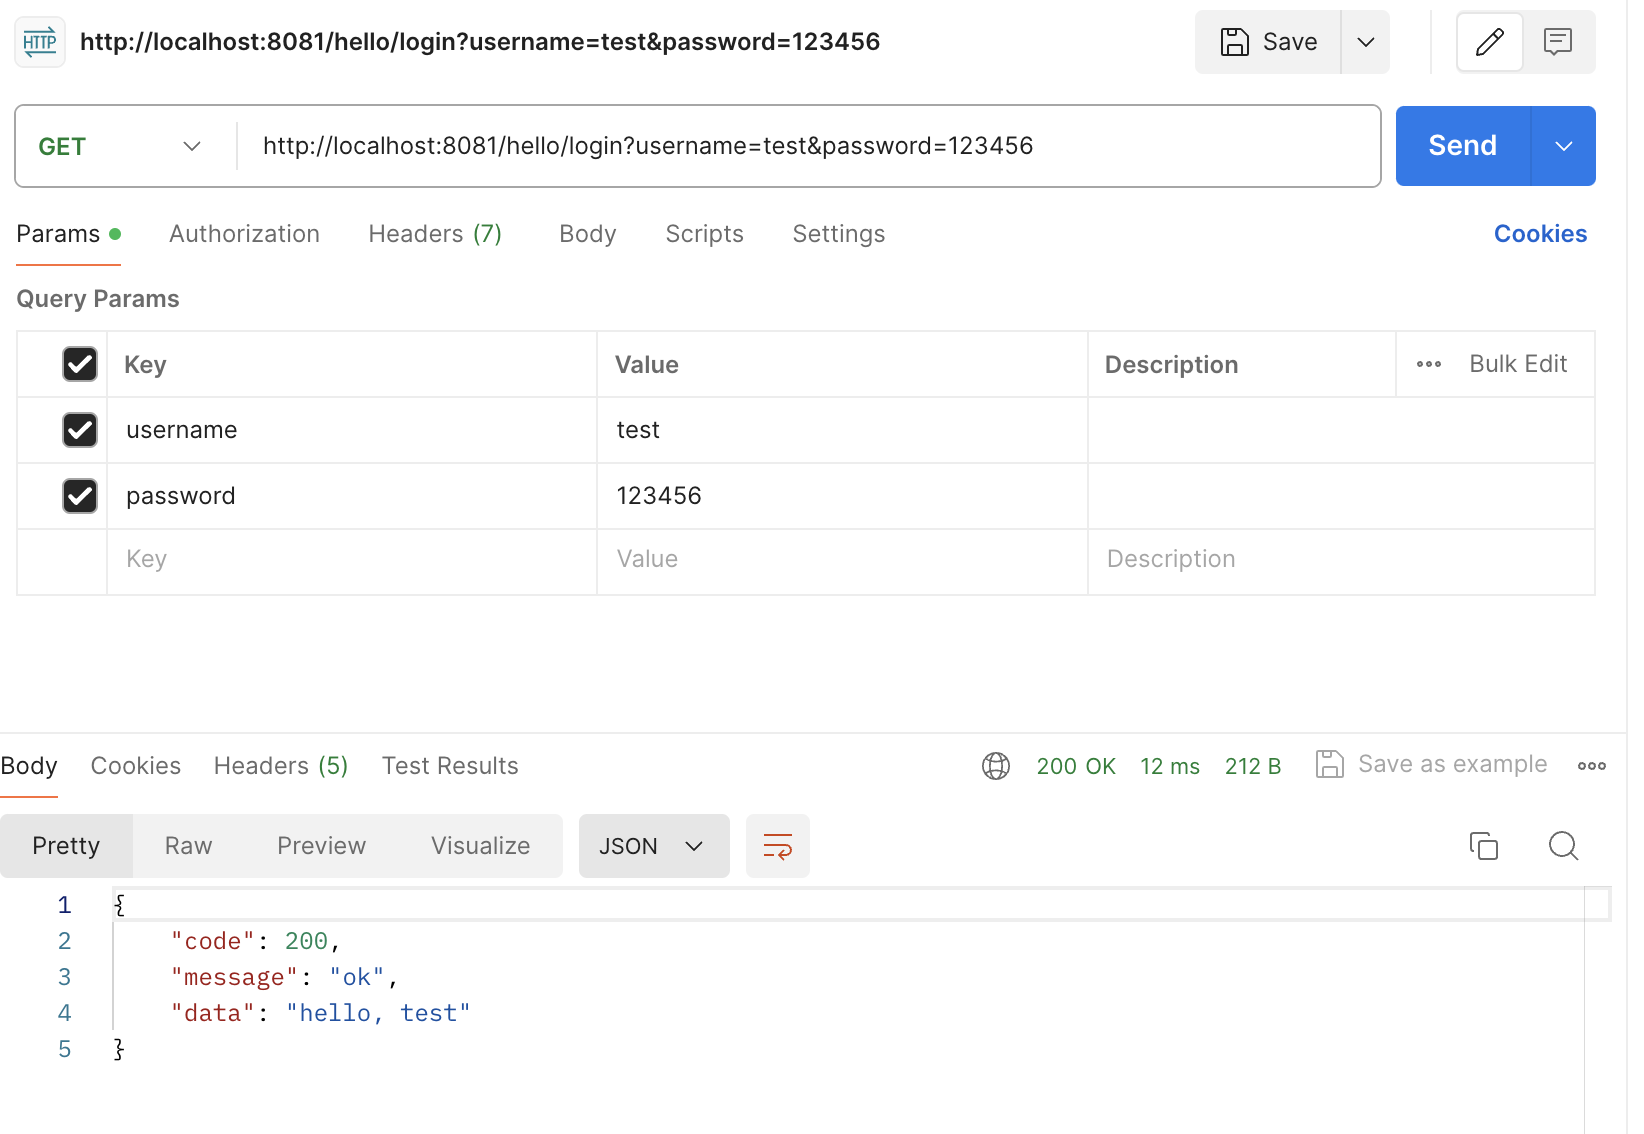 HTTP http://localhost:8081/hello/login?username=test&password=123456 Save
GET http://localhost:8081/hello/login?username=test&password=123456 Send
Params Authorization Headers (7) Body Scripts Settings Cookies
Query Params
Key Value Description Bulk Edit
username test
password 123456
Key Value Description
Body Cookies Headers (5) Test Results 200 OK 12 ms 212 B Save as example
Pretty Raw Preview Visualize JSON
1 {
2 "code": 200,
3 "message": "ok",
4 "data": "hello, test"
5 }